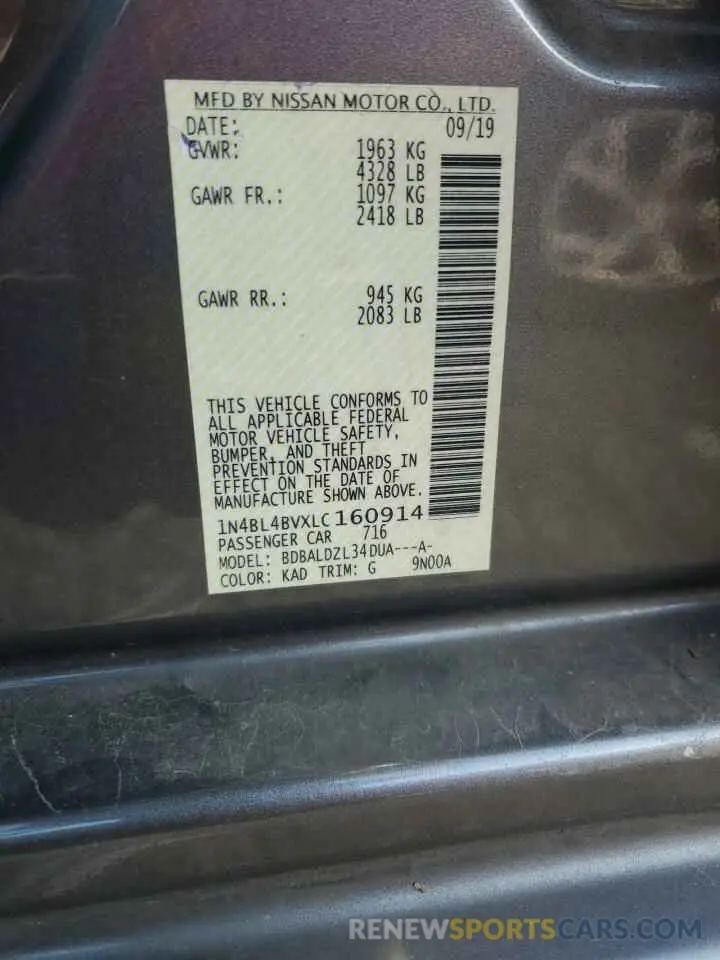 MFD BY NISSAN MOTOR CO., LTD.
DATE: 09/19
GVWR: 1963 KG
4328 LB
GAWR FR.: 1097 KG
2418 LB
GAWR RR.: 945 KG
2083 LB
THIS VEHICLE CONFORMS TO
ALL APPLICABLE FEDERAL
MOTOR VEHICLE SAFETY,
BUMPER, AND THEFT
PREVENTION STANDARDS IN
EFFECT ON THE DATE OF
MANUFACTURE SHOWN ABOVE.
1N4BL4BVXLC160914
PASSENGER CAR 716
MODEL: BDBALDZL34DUA---A-
COLOR: KAD TRIM: G 9N00A
RENEWSPORTSCARS.COM